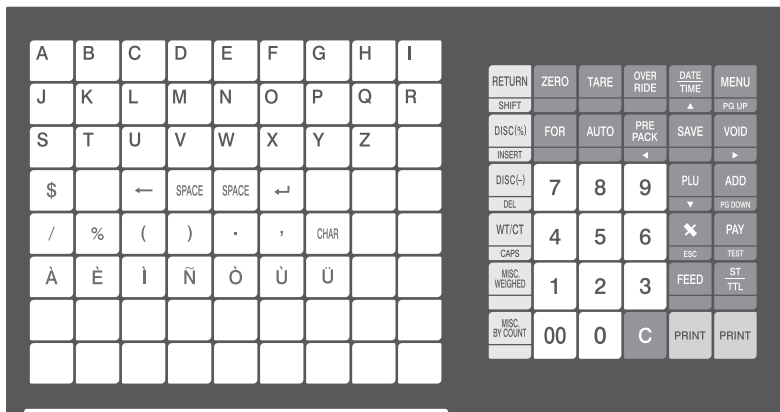 A B C D E F G H I
J K L M N O P Q R
S T U V W X Y Z
$ ← SPACE SPACE ↵
/ % ( ) . , CHAR
À È Ì Ñ Ò Ù Ü
RETURN ZERO TARE OVER RIDE DATE TIME MENU
SHIFT ▲ PG UP
DISC(%) FOR AUTO PRE PACK SAVE VOID
INSERT ◀ ▶
DISC(–) 7 8 9 PLU ADD
DEL ▼ PG DOWN
WT/CT 4 5 6 × PAY
CAPS ESC TEST
MISC. WEIGHED 1 2 3 FEED ST TTL
MISC. BY COUNT 00 0 C PRINT PRINT